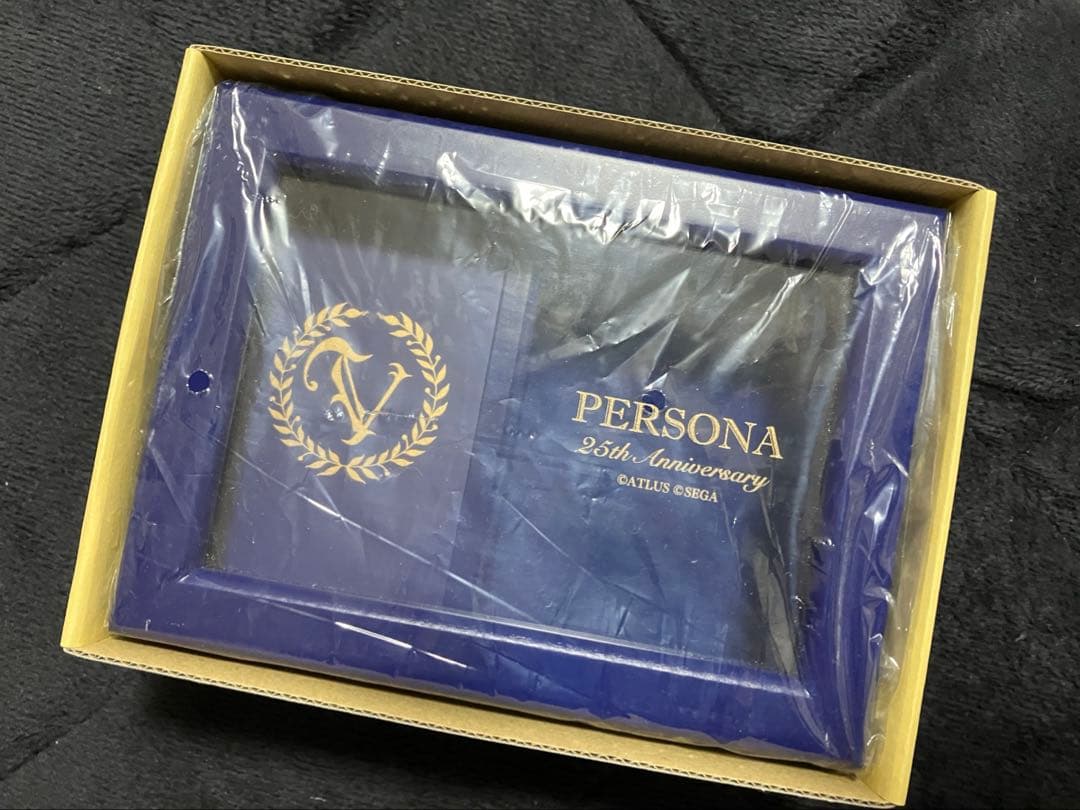 V
PERSONA
25th Anniversary
©ATLUS ©SEGA